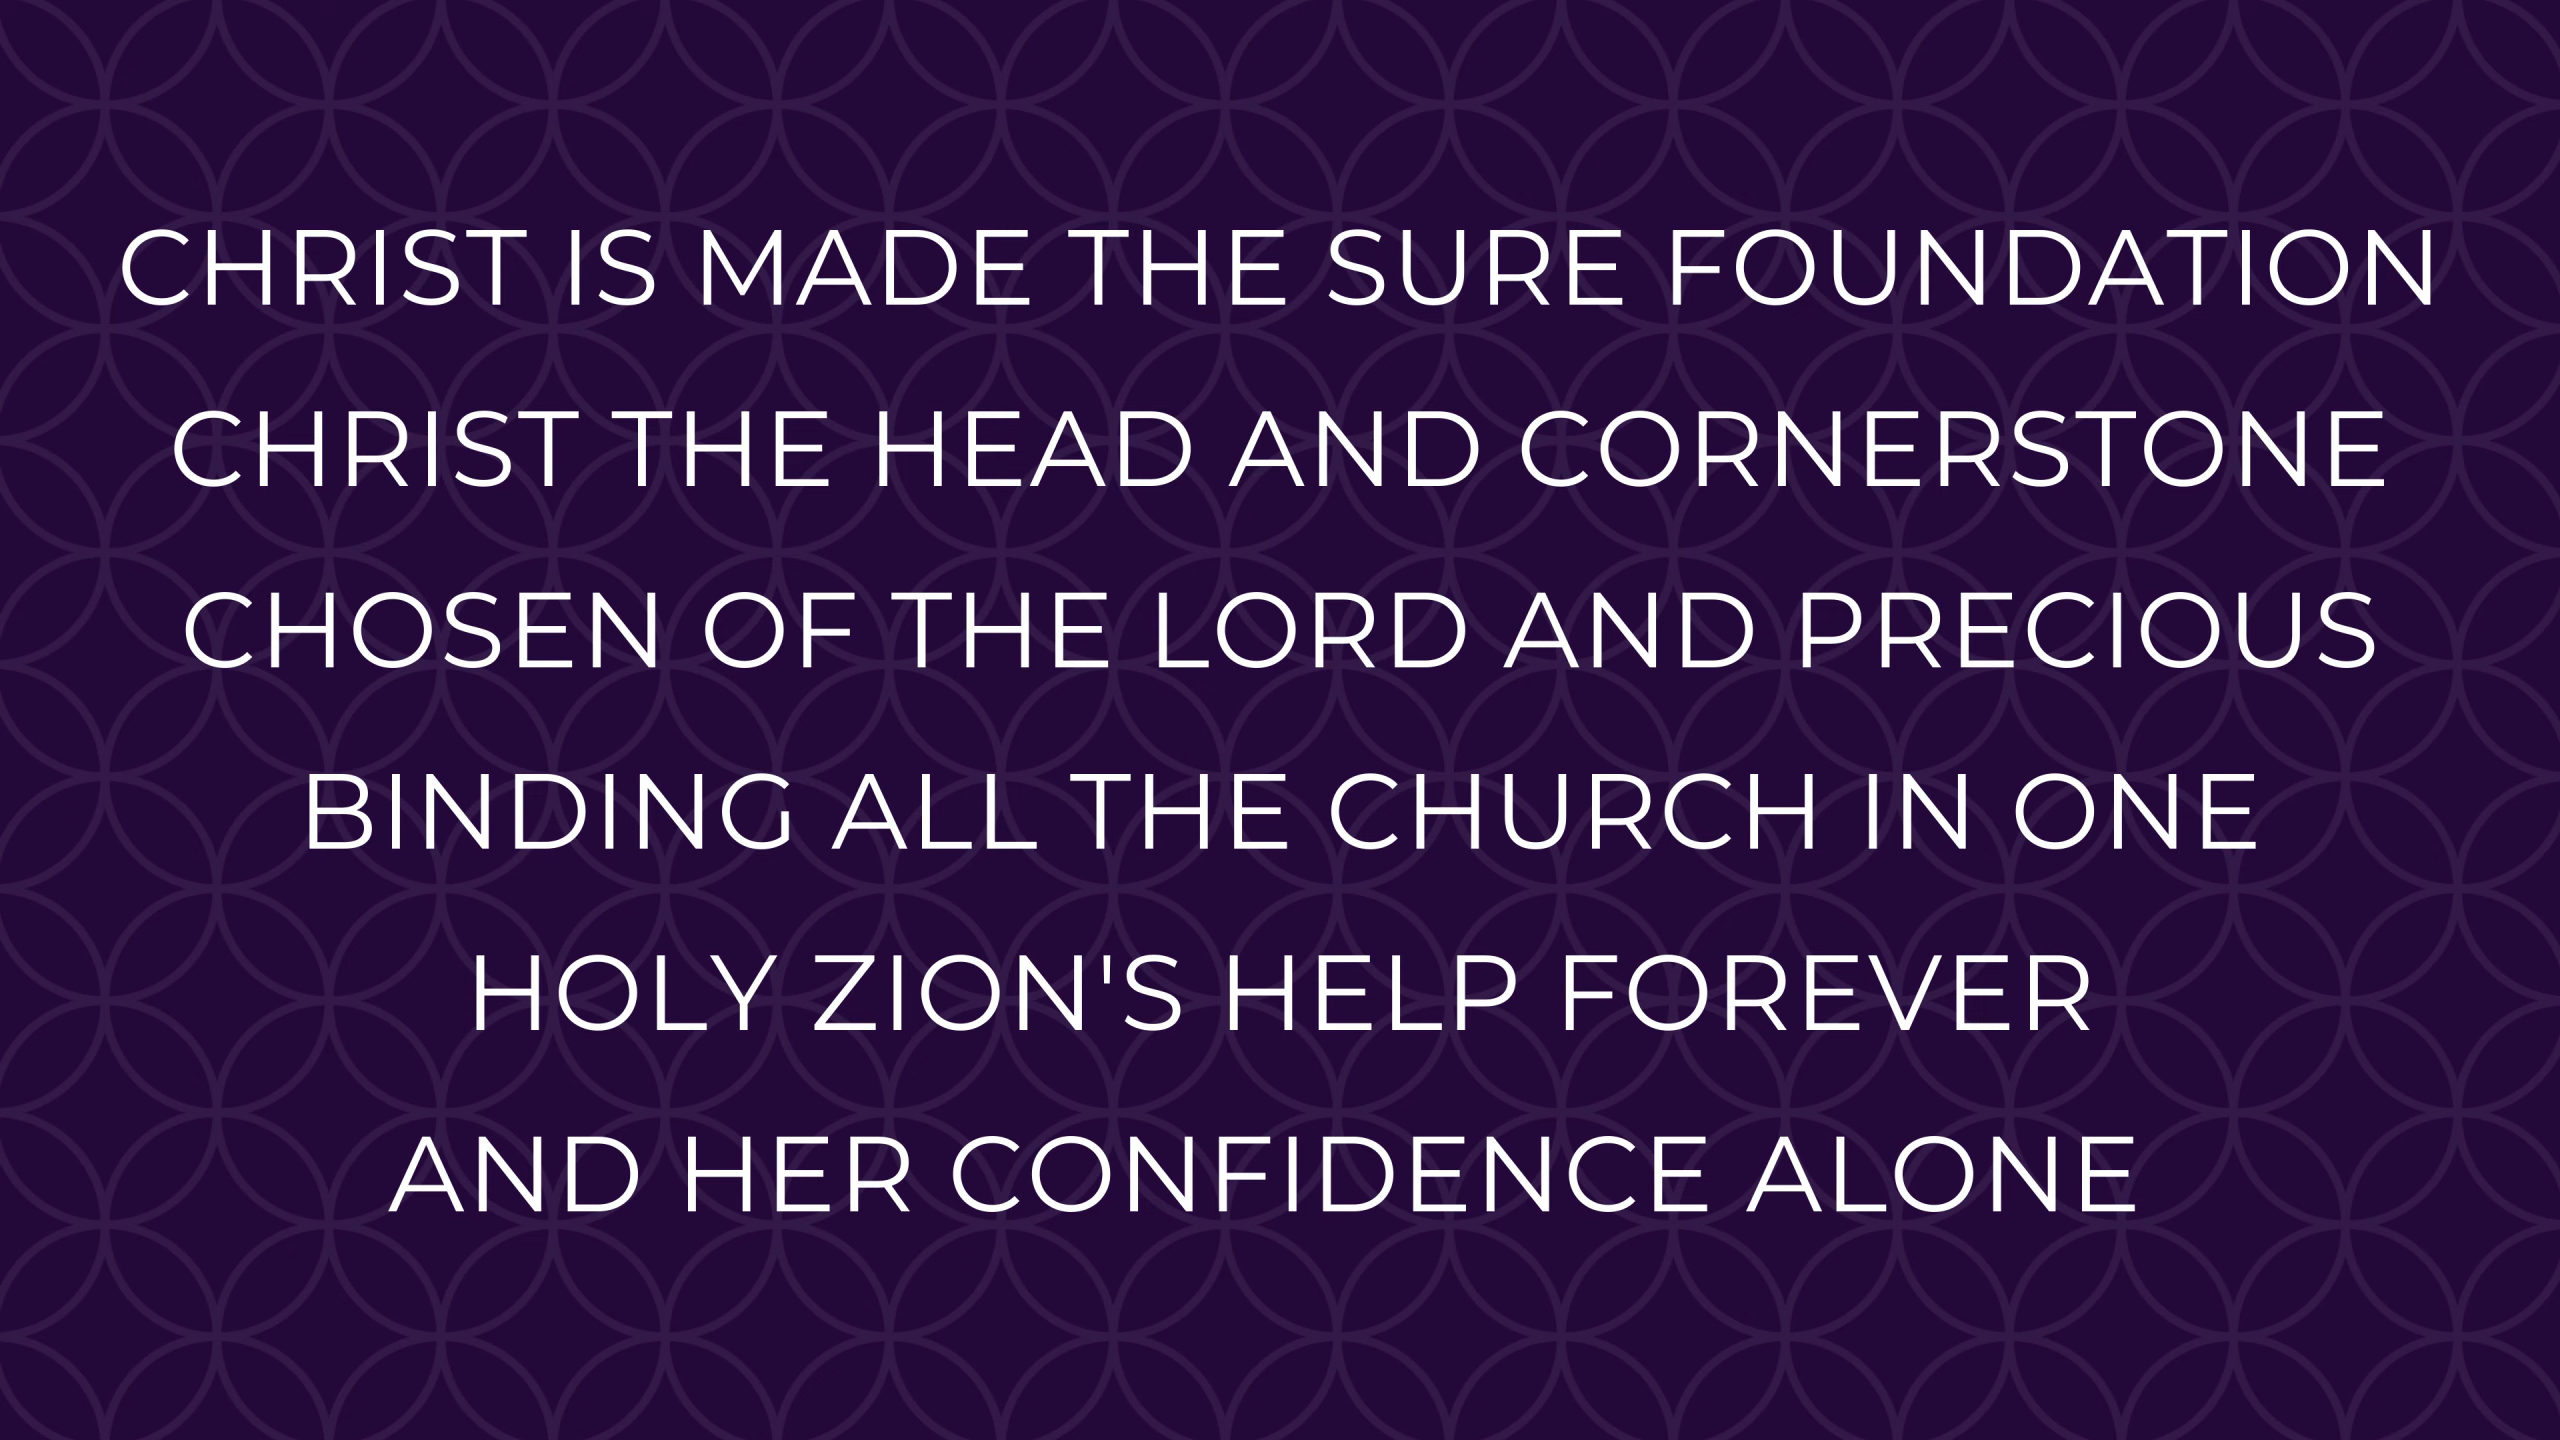 CHRIST IS MADE THE SURE FOUNDATION
CHRIST THE HEAD AND CORNERSTONE
CHOSEN OF THE LORD AND PRECIOUS
BINDING ALL THE CHURCH IN ONE
HOLY ZION'S HELP FOREVER
AND HER CONFIDENCE ALONE